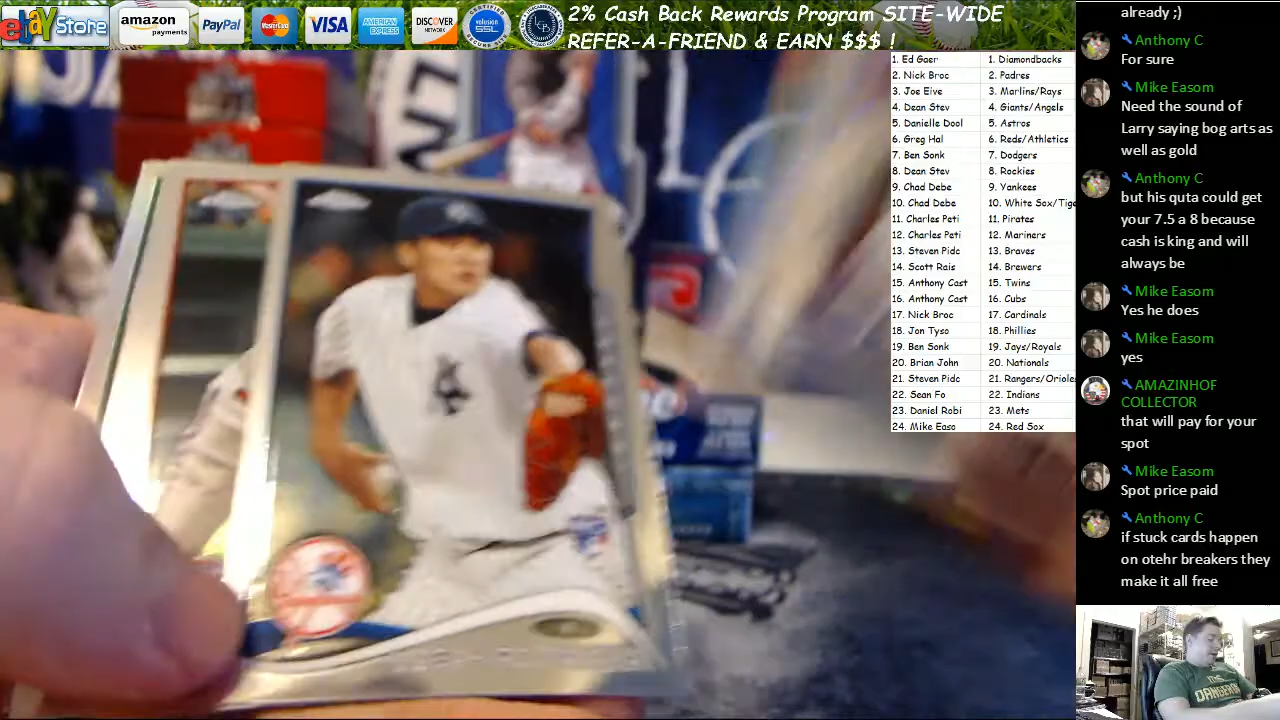 ebay Store
amazon
payments
PayPal
MasterCard
VISA
AMERICAN
EXPRESS
DISCOVER
NETWORK
volusion
SSL
2% Cash Back Rewards Program SITE-WIDE
REFER-A-FRIEND & EARN $$$ !
1. Ed Gaer 1. Diamondbacks
2. Nick Broc 2. Padres
3. Joe Eive 3. Marlins/Rays
4. Dean Stev 4. Giants/Angels
5. Danielle Dool 5. Astros
6. Greg Hal 6. Reds/Athletics
7. Ben Sonk 7. Dodgers
8. Dean Stev 8. Rockies
9. Chad Debe 9. Yankees
10. Chad Debe 10. White Sox/Tige
11. Charles Peti 11. Pirates
12. Charles Peti 12. Mariners
13. Steven Pidc 13. Braves
14. Scott Rais 14. Brewers
15. Anthony Cast 15. Twins
16. Anthony Cast 16. Cubs
17. Nick Broc 17. Cardinals
18. Jon Tyso 18. Phillies
19. Ben Sonk 19. Jays/Royals
20. Brian John 20. Nationals
21. Steven Pidc 21. Rangers/Oriole
22. Sean Fo 22. Indians
23. Daniel Robi 23. Mets
24. Mike Easo 24. Red Sox
already ;)
Anthony C
For sure
Mike Easom
Need the sound of
Larry saying bog arts as
well as gold
Anthony C
but his quta could get
your 7.5 a 8 because
cash is king and will
always be
Mike Easom
Yes he does
Mike Easom
yes
AMAZINHOF
COLLECTOR
that will pay for your
spot
Mike Easom
Spot price paid
Anthony C
if stuck cards happen
on otehr breakers they
make it all free